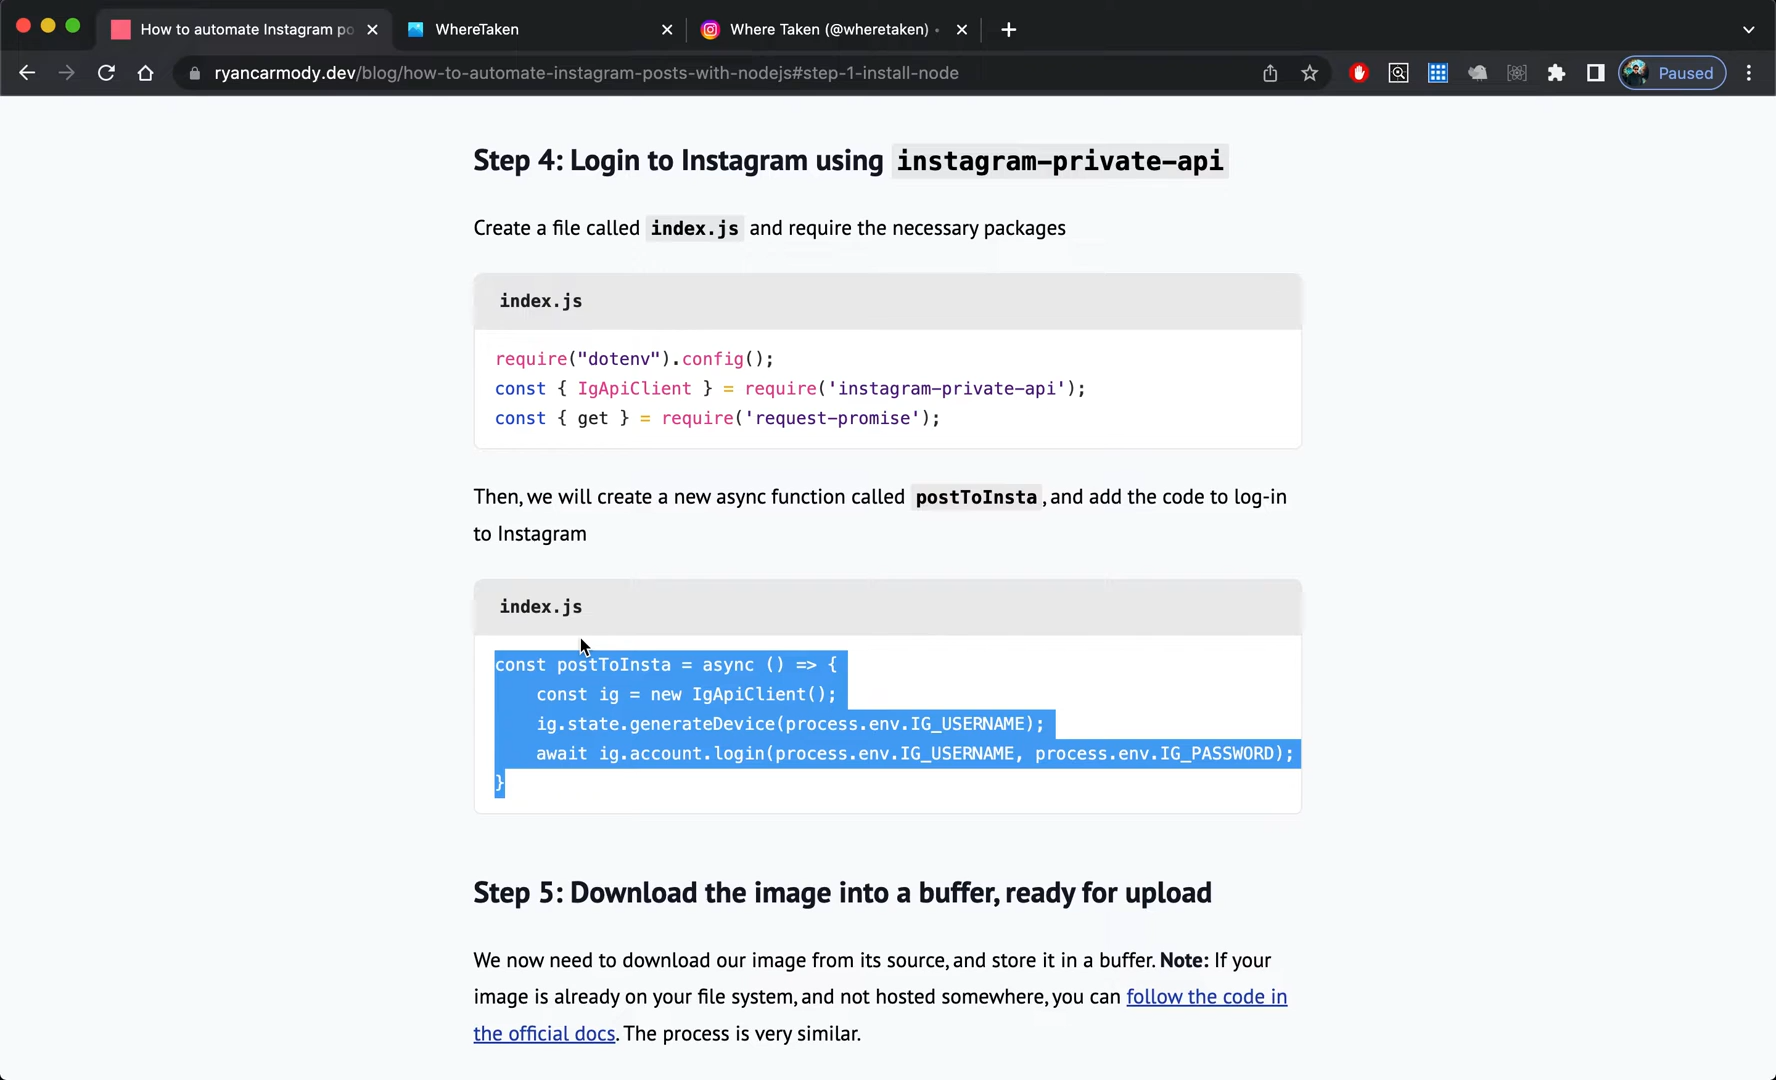 How to automate Instagram po
WhereTaken
Where Taken (@wheretaken) •
ryancarmody.dev/blog/how-to-automate-instagram-posts-with-nodejs#step-1-install-node
Paused
Step 4: Login to Instagram using instagram-private-api
Create a file called index.js and require the necessary packages
index.js
require("dotenv").config();
const { IgApiClient } = require('instagram-private-api');
const { get } = require('request-promise');
Then, we will create a new async function called postToInsta, and add the code to log-in
to Instagram
index.js
const postToInsta = async () => {
    const ig = new IgApiClient();
    ig.state.generateDevice(process.env.IG_USERNAME);
    await ig.account.login(process.env.IG_USERNAME, process.env.IG_PASSWORD);
}
Step 5: Download the image into a buffer, ready for upload
We now need to download our image from its source, and store it in a buffer. Note: If your
image is already on your file system, and not hosted somewhere, you can follow the code in
the official docs. The process is very similar.